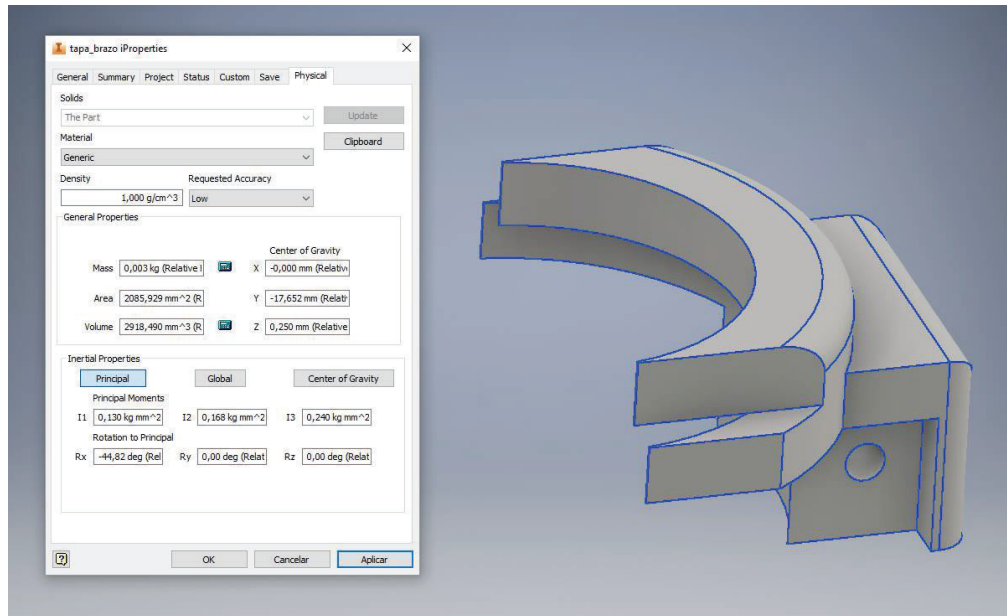 tapa_brazo iProperties
General Summary Project Status Custom Save Physical
Solids
The Part Update
Material Clipboard
Generic
Density Requested Accuracy
1,000 g/cm^3 Low
General Properties
Center of Gravity
Mass 0,003 kg (Relative X -0,000 mm (Relativ
Area 2085,929 mm^2 (R Y -17,652 mm (Relat
Volume 2918,490 mm^3 (R Z 0,250 mm (Relative
Inertial Properties
Principal Global Center of Gravity
Principal Moments
I1 0,130 kg mm^2 I2 0,168 kg mm^2 I3 0,240 kg mm^2
Rotation to Principal
Rx -44,82 deg (Rel Ry 0,00 deg (Relat Rz 0,00 deg (Relat
OK Cancelar Aplicar